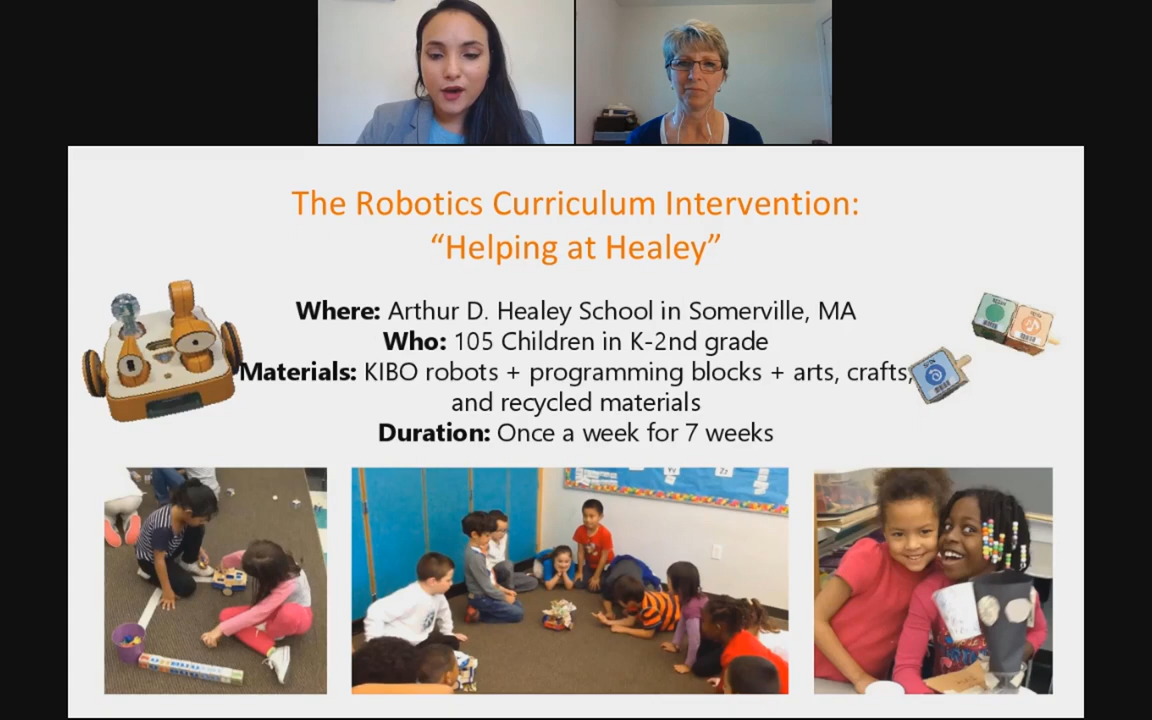 The Robotics Curriculum Intervention:
“Helping at Healey”
Where: Arthur D. Healey School in Somerville, MA
Who: 105 Children in K-2nd grade
Materials: KIBO robots + programming blocks + arts, crafts,
and recycled materials
Duration: Once a week for 7 weeks